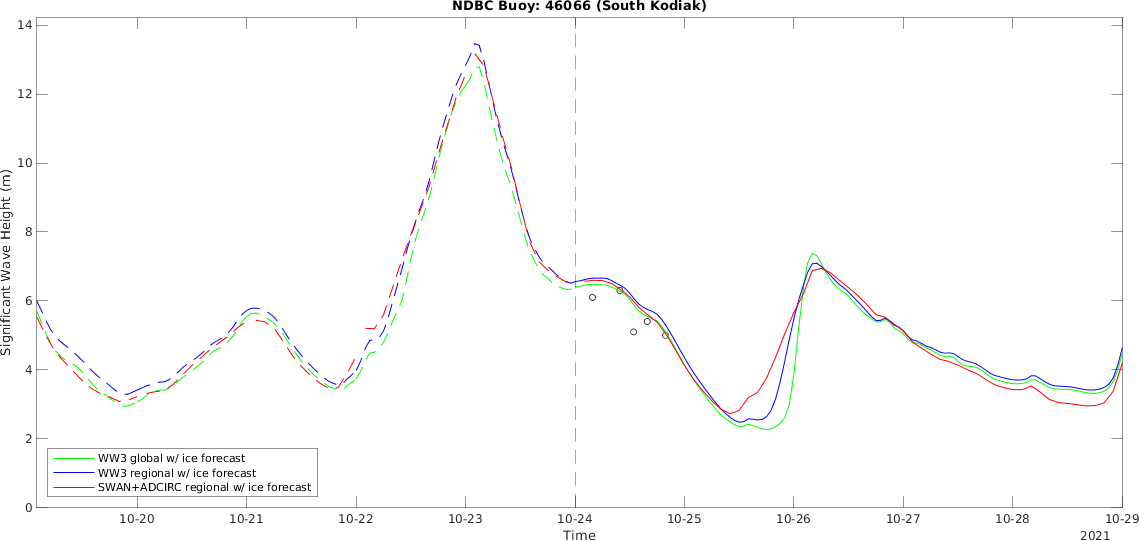 NDBC Buoy: 46066 (South Kodiak)
14
12
10
8
6
4
2
0
Significant Wave Height (m)
WW3 global w/ ice forecast
WW3 regional w/ ice forecast
SWAN+ADCIRC regional w/ ice forecast
10-20 10-21 10-22 10-23 10-24 10-25 10-26 10-27 10-28 10-29
Time
2021